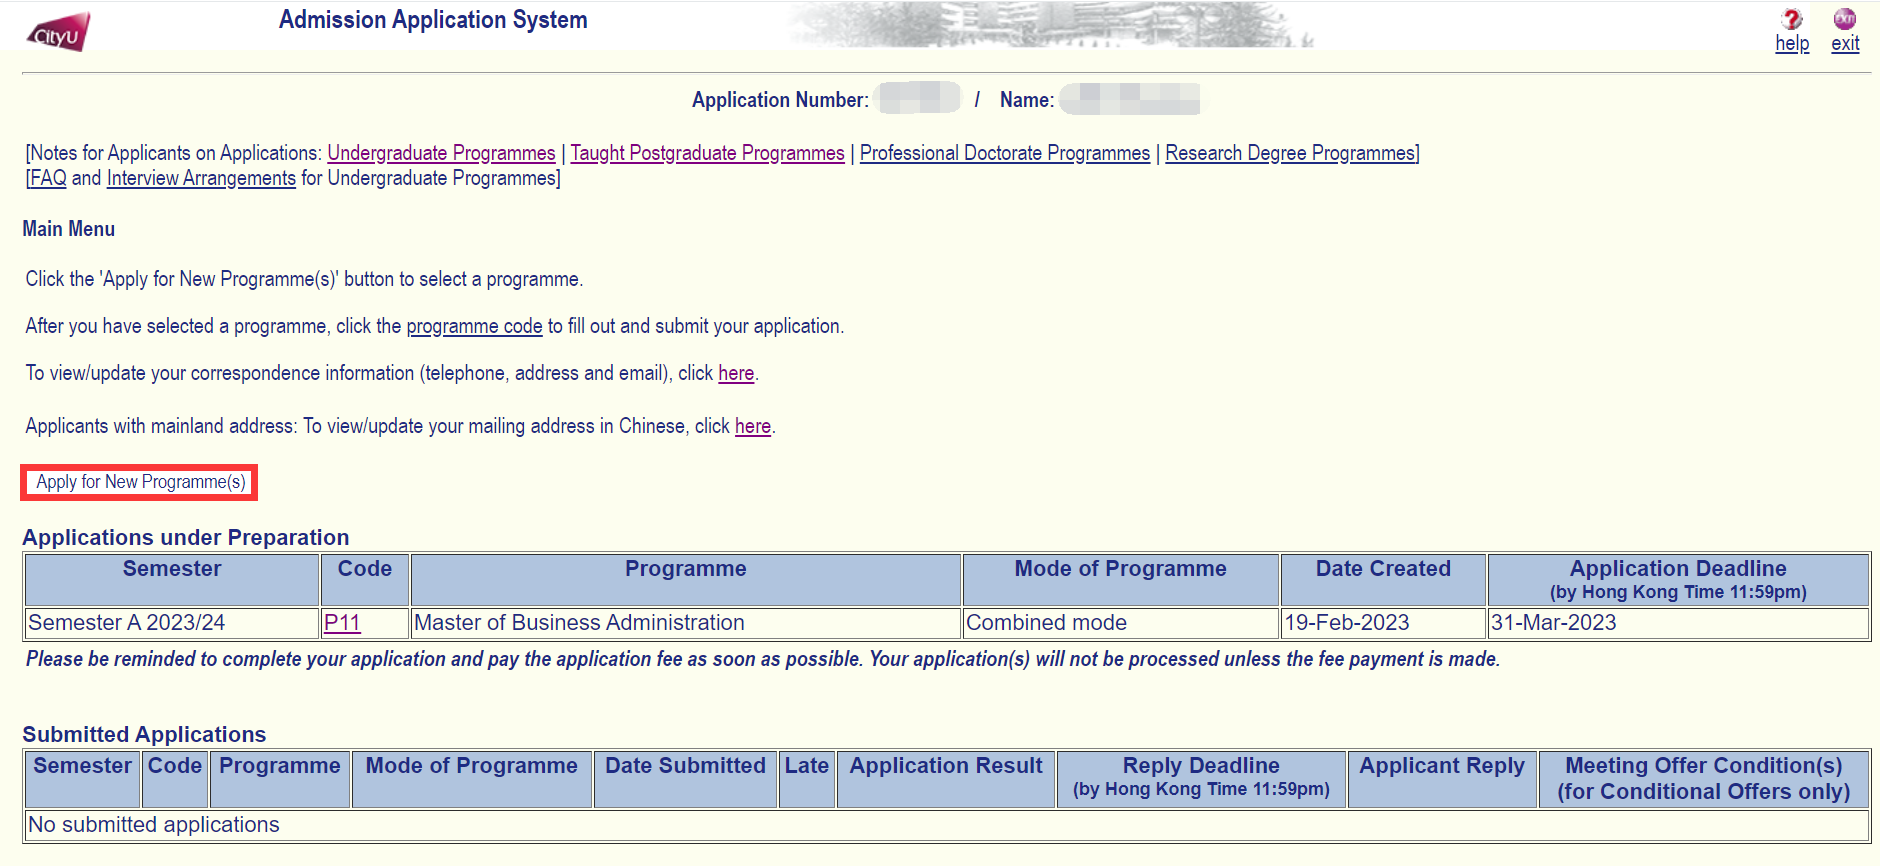 CityU
Admission Application System
EXIT
help exit
Application Number: / Name:
[Notes for Applicants on Applications: Undergraduate Programmes | Taught Postgraduate Programmes | Professional Doctorate Programmes | Research Degree Programmes]
[FAQ and Interview Arrangements for Undergraduate Programmes]
Main Menu
Click the 'Apply for New Programme(s)' button to select a programme.
After you have selected a programme, click the programme code to fill out and submit your application.
To view/update your correspondence information (telephone, address and email), click here.
Applicants with mainland address: To view/update your mailing address in Chinese, click here.
Apply for New Programme(s)
Applications under Preparation
Semester Code Programme Mode of Programme Date Created Application Deadline
(by Hong Kong Time 11:59pm)
Semester A 2023/24 P11 Master of Business Administration Combined mode 19-Feb-2023 31-Mar-2023
Please be reminded to complete your application and pay the application fee as soon as possible. Your application(s) will not be processed unless the fee payment is made.
Submitted Applications
Semester Code Programme Mode of Programme Date Submitted Late Application Result Reply Deadline Applicant Reply Meeting Offer Condition(s)
(by Hong Kong Time 11:59pm) (for Conditional Offers only)
No submitted applications